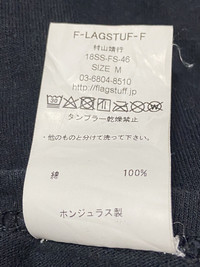 F-LAGSTUF-F
村山靖行
18SS-FS-46
03-6804-8510
SIZE M
http://flagstuff.jp
タンブラー乾燥禁止
・他のものと分けて洗って下さい。
綿 100%
ホンジュラス製